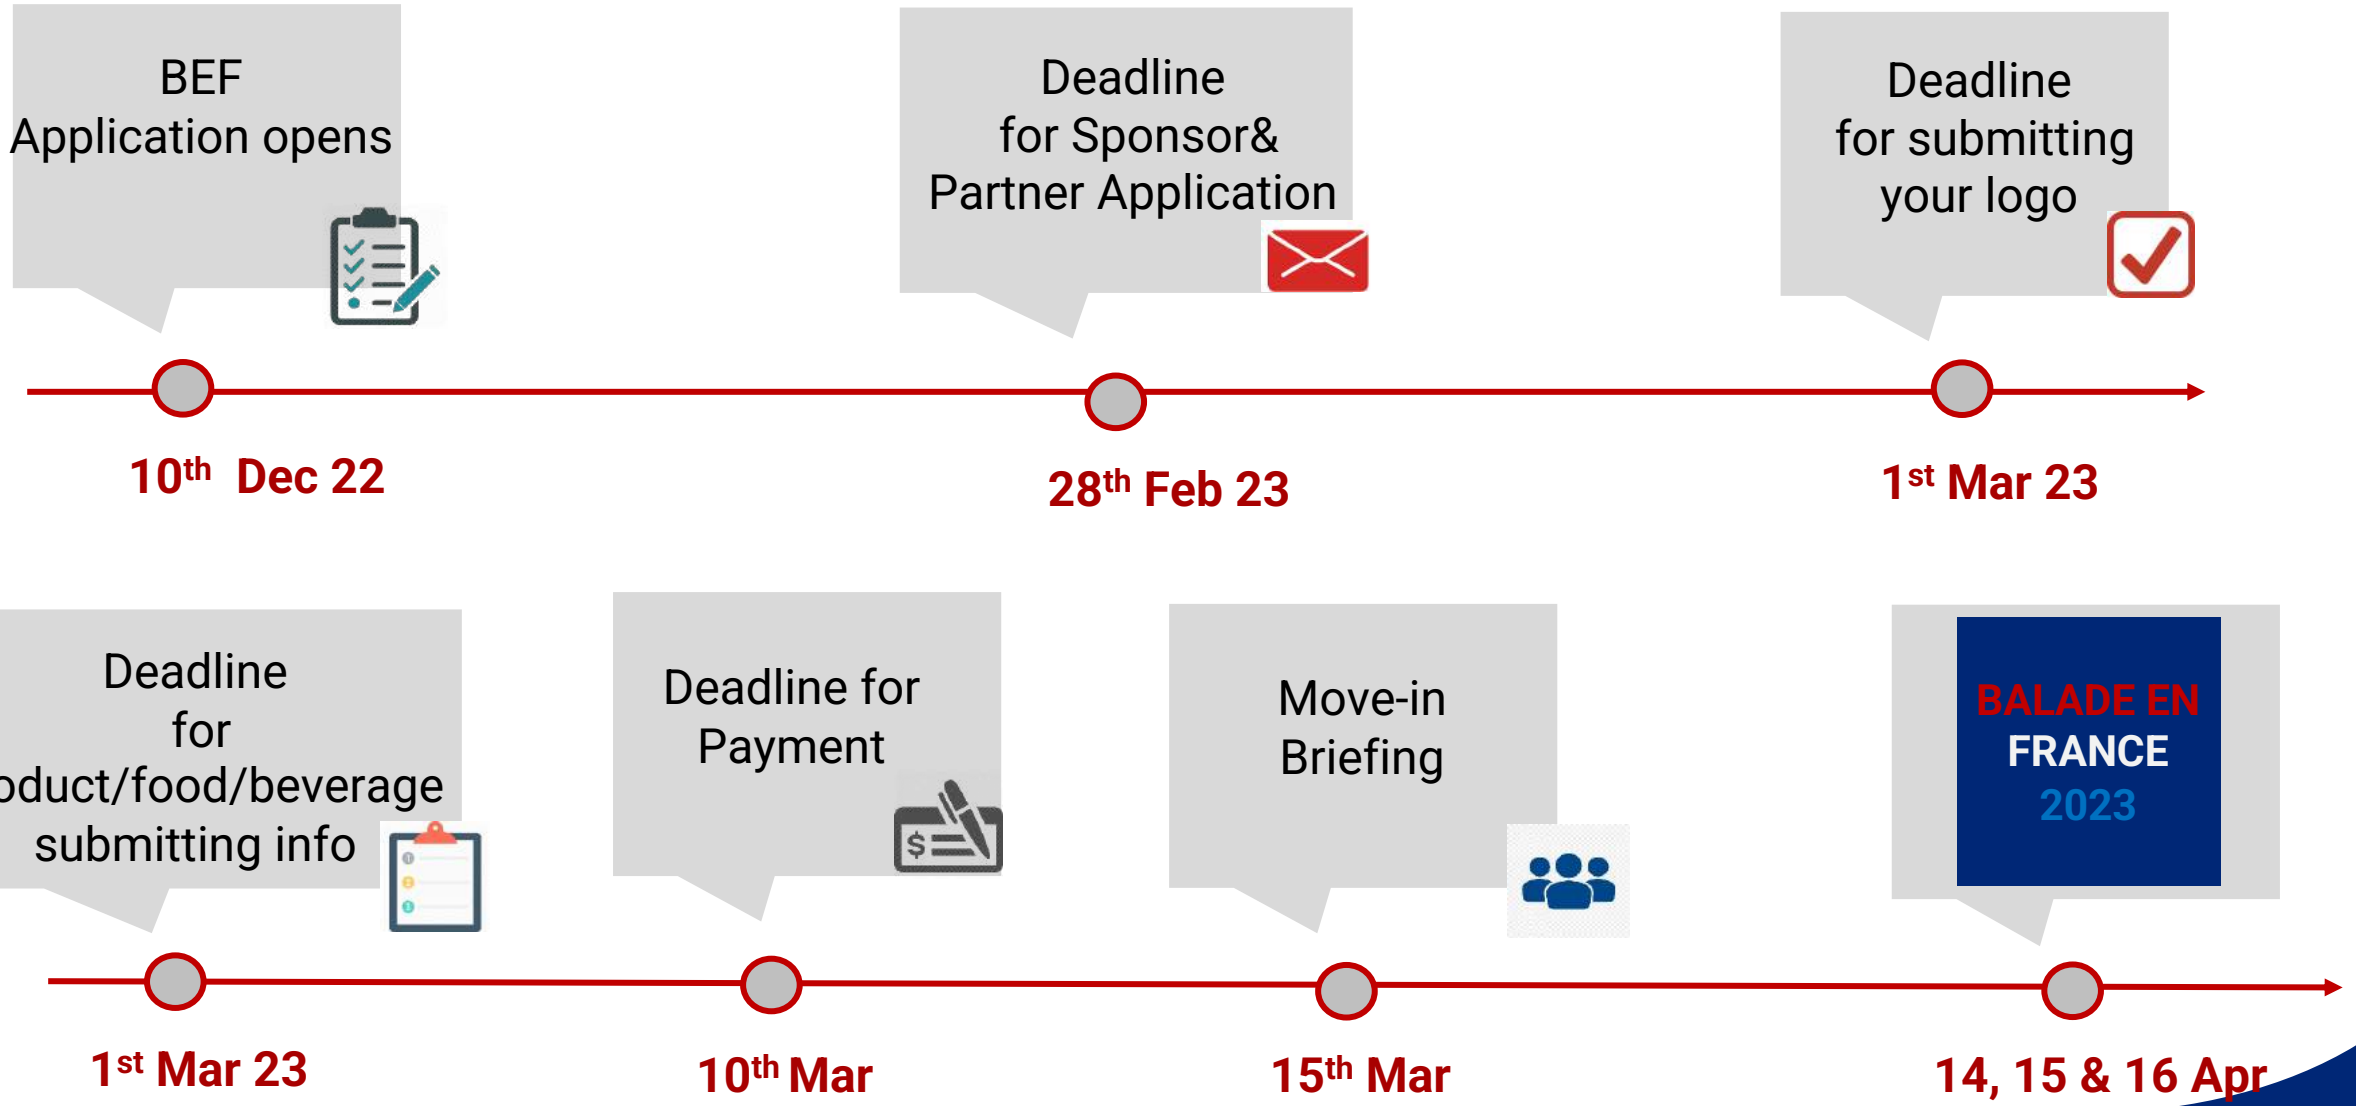 BEF
Application opens
Deadline
for Sponsor&
Partner Application
Deadline
for submitting
your logo
10th Dec 22
28th Feb 23
1st Mar 23
Deadline
for
oduct/food/beverage
submitting info
Deadline for
Payment
$
Move-in
Briefing
BALADE EN
FRANCE
2023
1st Mar 23
10th Mar
15th Mar
14, 15 & 16 Apr